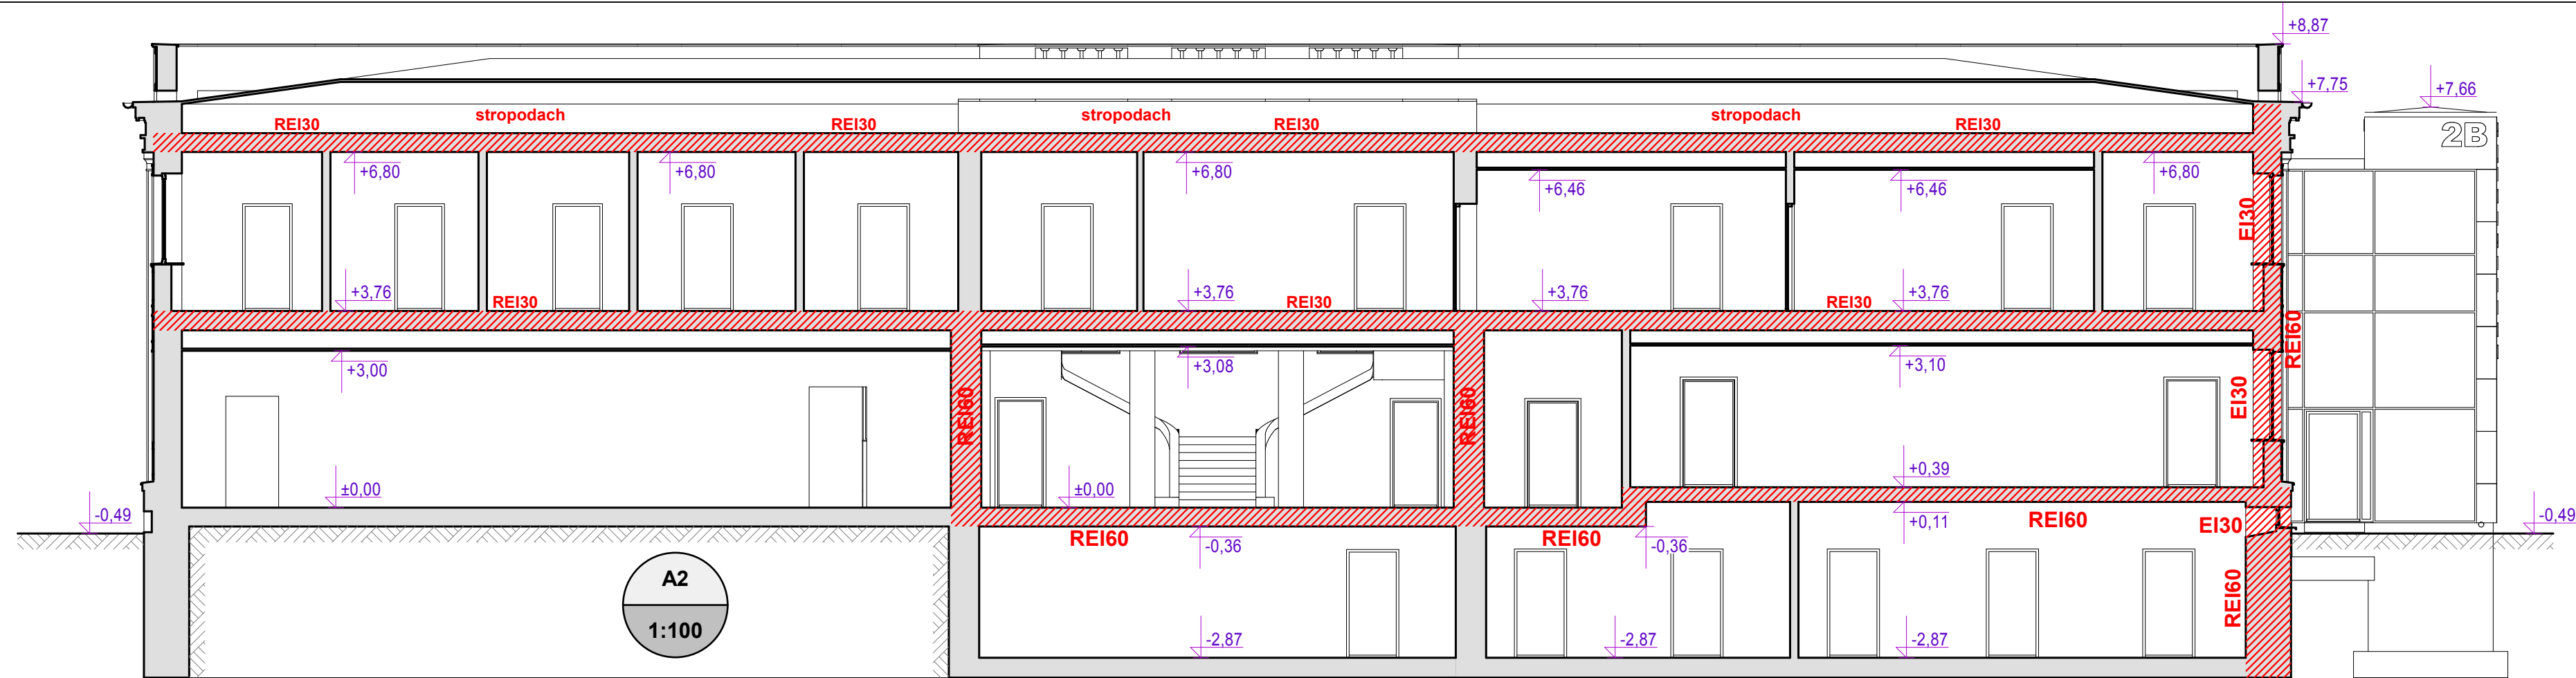 +8,87
+7,75
+7,66
2B
stropodach
stropodach
stropodach
REI30
REI30
REI30
REI30
+6,80
+6,80
+6,80
+6,46
+6,46
+6,80
EI30
+3,76
REI30
+3,76
REI30
+3,76
REI30
+3,76
REI60
+3,00
+3,08
+3,10
REI60
REI60
EI30
±0,00
±0,00
+0,39
-0,49
REI60
-0,36
REI60
-0,36
+0,11
REI60
EI30
-0,49
A2
1:100
REI60
-2,87
-2,87
-2,87